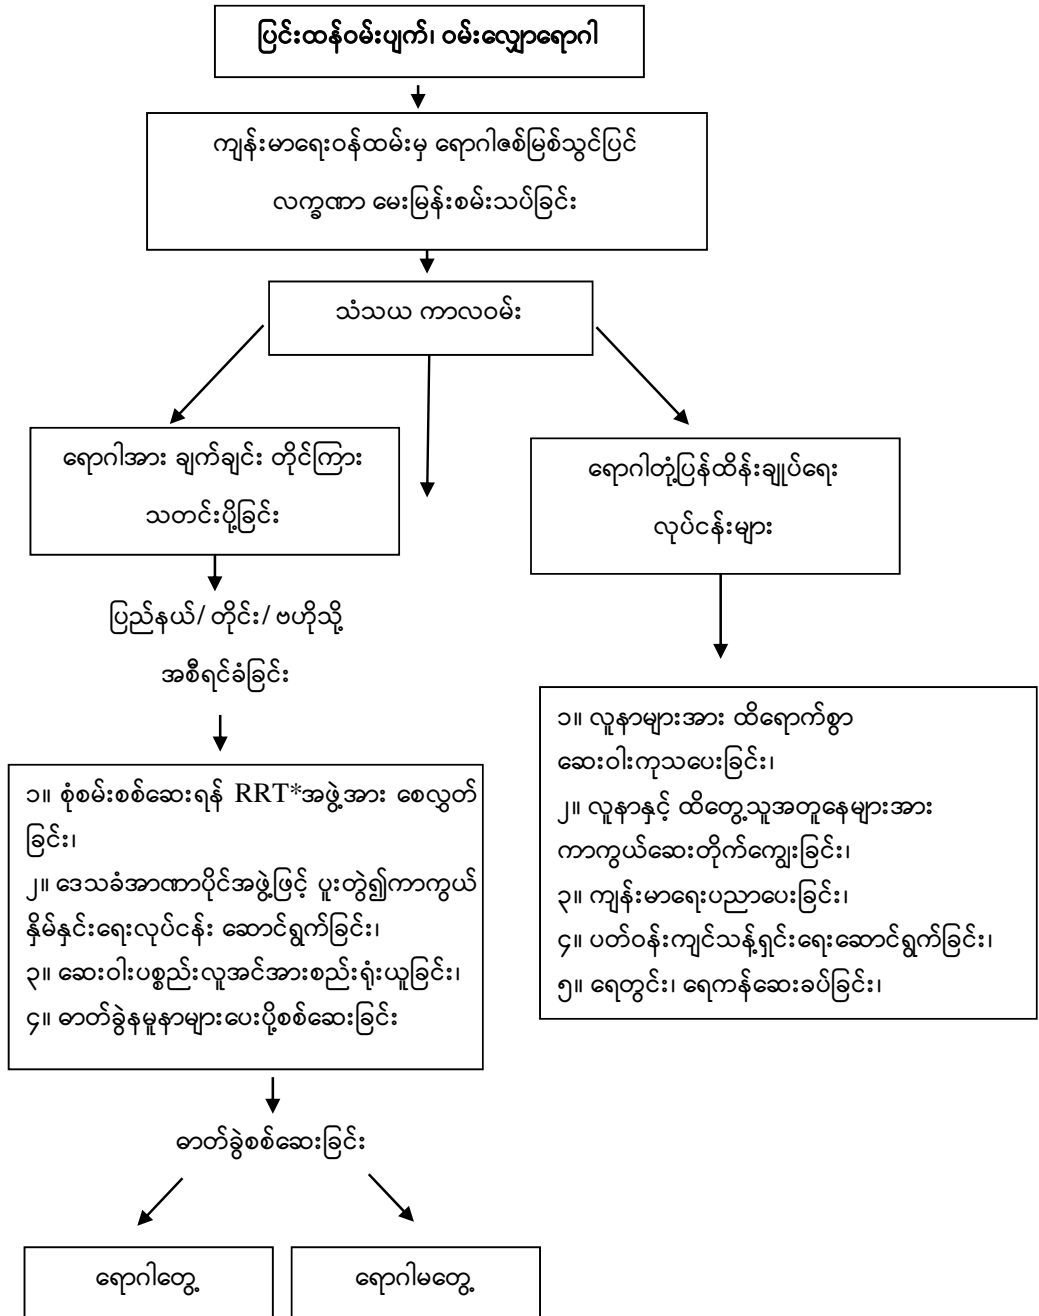 ပြင်းထန်ဝမ်းပျက်၊ ဝမ်းလျှောရောဂါ
ကျန်းမာရေးဝန်ထမ်းမှ ရောဂါဇစ်မြစ်သွင်ပြင်
လက္ခဏာ မေးမြန်းစမ်းသပ်ခြင်း
သံသယ ကာလဝမ်း
ရောဂါအား ချက်ချင်း တိုင်ကြား
သတင်းပို့ခြင်း
ရောဂါတုံ့ပြန်ထိန်းချုပ်ရေး
လုပ်ငန်းများ
ပြည်နယ်/ တိုင်း/ ဗဟိုသို့
အစီရင်ခံခြင်း
၁။ စုံစမ်းစစ်ဆေးရန် RRT*အဖွဲ့အား စေလွှတ်
ခြင်း၊
၂။ ဒေသခံအာဏာပိုင်အဖွဲ့ဖြင့် ပူးတွဲ၍ကာကွယ်
နှိမ်နှင်းရေးလုပ်ငန်း ဆောင်ရွက်ခြင်း၊
၃။ ဆေးဝါးပစ္စည်းလူအင်အားစည်းရုံးယူခြင်း၊
၄။ ဓာတ်ခွဲနမူနာများပေးပို့စစ်ဆေးခြင်း
၁။ လူနာများအား ထိရောက်စွာ
ဆေးဝါးကုသပေးခြင်း၊
၂။ လူနာနှင့် ထိတွေ့သူအတူနေများအား
ကာကွယ်ဆေးတိုက်ကျွေးခြင်း၊
၃။ ကျန်းမာရေးပညာပေးခြင်း၊
၄။ ပတ်ဝန်းကျင်သန့်ရှင်းရေးဆောင်ရွက်ခြင်း၊
၅။ ရေတွင်း၊ ရေကန်ဆေးခပ်ခြင်း၊
ဓာတ်ခွဲစစ်ဆေးခြင်း
ရောဂါတွေ့
ရောဂါမတွေ့